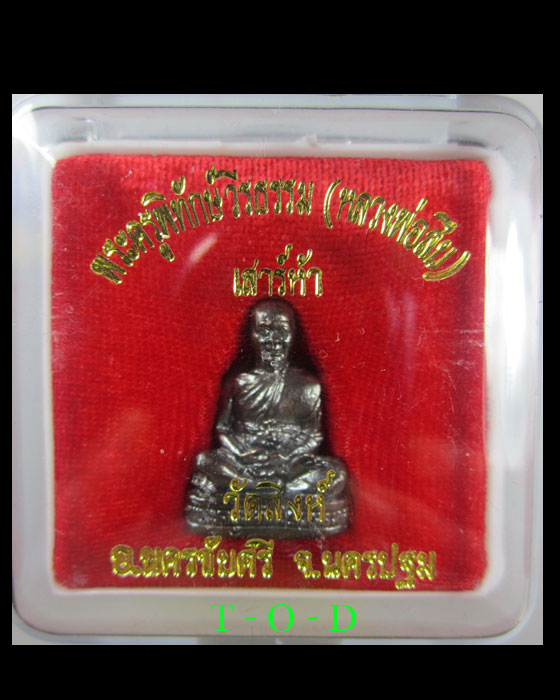 พระครูพิทักษ์วีรธรรม (หลวงพ่อสืบ)
เสาร์ห้า
วัดสิงห์
อ.นครชัยศรี จ.นครปฐม
T - O - D